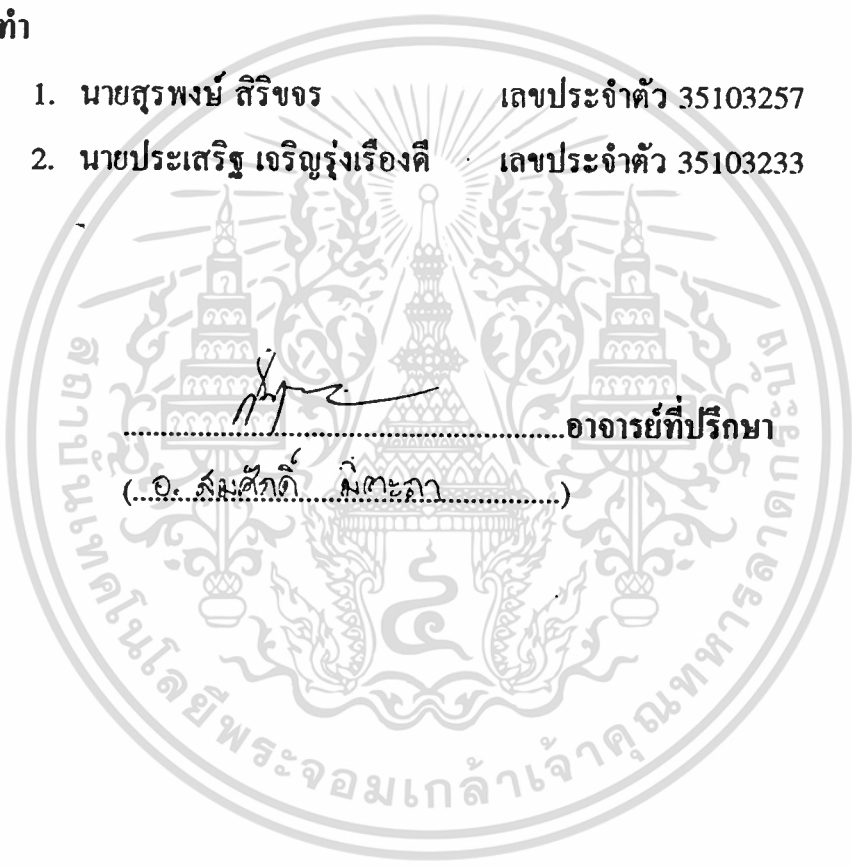 ทำ
1. นายสุรพงษ์ สิริขจร เลขประจำตัว 35103257
2. นายประเสริฐ เจริญรุ่งเรืองดี เลขประจำตัว 35103233
อาจารย์ที่ปรึกษา
(อ. สมศักดิ์ มิตะถา)
สถาบันเทคโนโลยีพระจอมเกล้าเจ้าคุณทหารลาดกระบัง